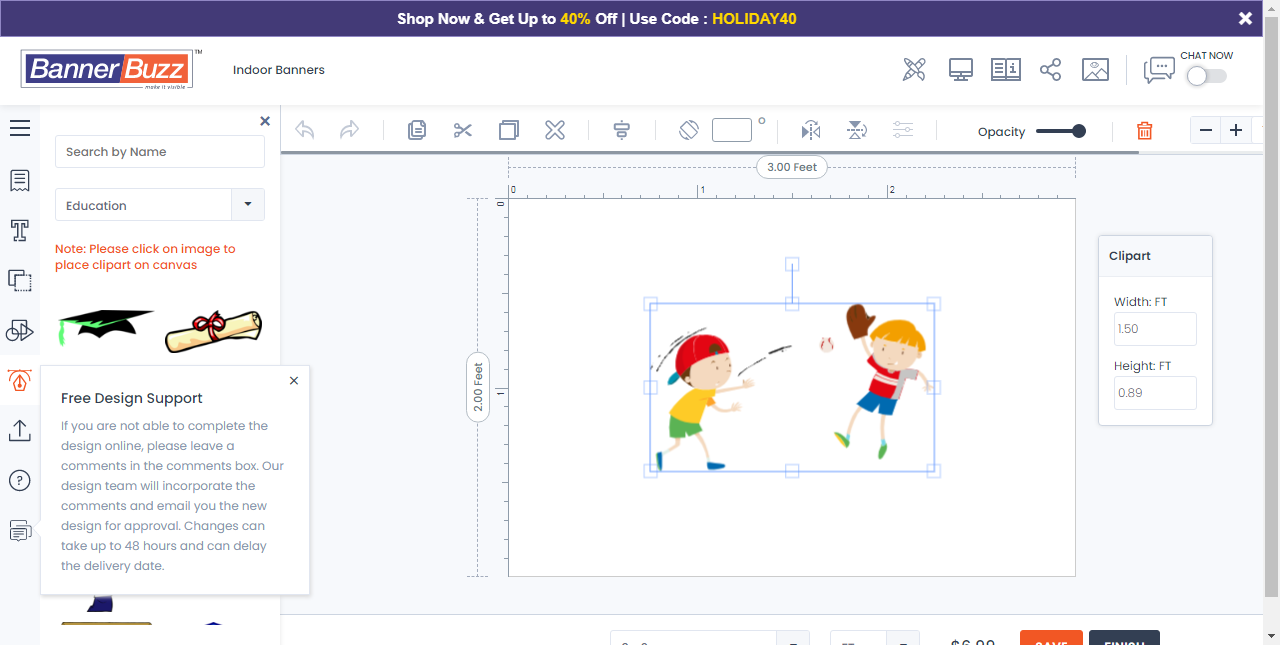 Shop Now & Get Up to 40% Off | Use Code : HOLIDAY40
BannerBuzz™
make it visible
Indoor Banners
CHAT NOW
Search by Name
Opacity
3.00 Feet
Education
0
1
2
0
Note: Please click on image to
place clipart on canvas
Clipart
Width: FT
1.50
Height: FT
0.89
2.00 Feet
1
Free Design Support
If you are not able to complete the
design online, please leave a
comments in the comments box. Our
design team will incorporate the
comments and email you the new
design for approval. Changes can
take up to 48 hours and can delay
the delivery date.
$6.99
SAVE
FINISH